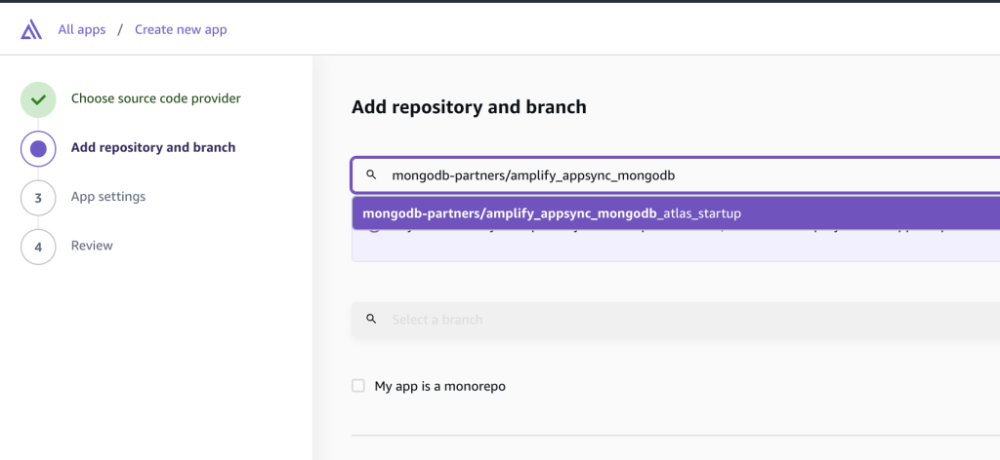 All apps / Create new app
Choose source code provider
Add repository and branch
3 App settings
4 Review
Add repository and branch
mongodb-partners/amplify_appsync_mongodb
mongodb-partners/amplify_appsync_mongodb_atlas_startup
Select a branch
My app is a monorepo